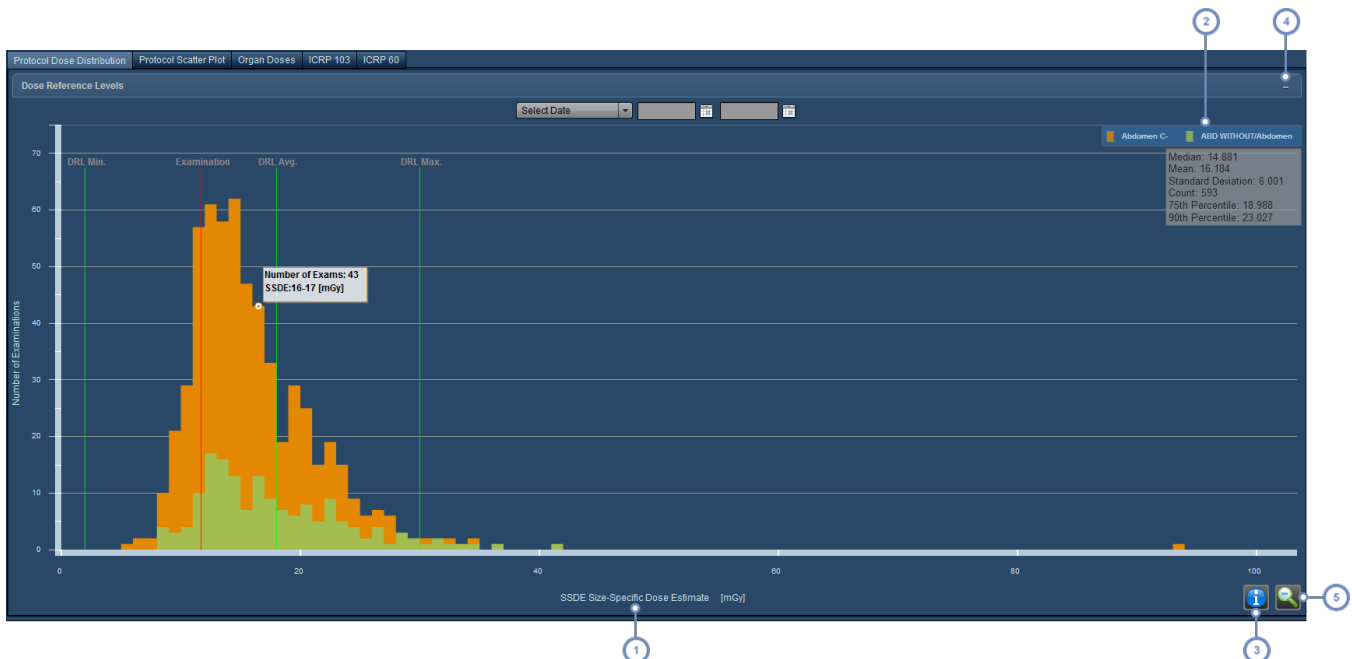 2
4
Protocol Dose Distribution
Protocol Scatter Plot
Organ Doses
ICRP 103
ICRP 60
Dose Reference Levels
Select Date
Abdomen C-
ABD WITHOUT/Abdomen
Median: 14.881
Mean: 16.184
Standard Deviation: 6.001
Count: 593
75th Percentile: 18.988
90th Percentile: 23.027
DRL Min.
Examination
DRL Avg.
DRL Max.
Number of Exams: 43
SSDE:16-17 [mGy]
Number of Examinations
70
60
50
40
30
20
10
0
0
20
40
60
80
100
SSDE Size-Specific Dose Estimate [mGy]
5
1
3